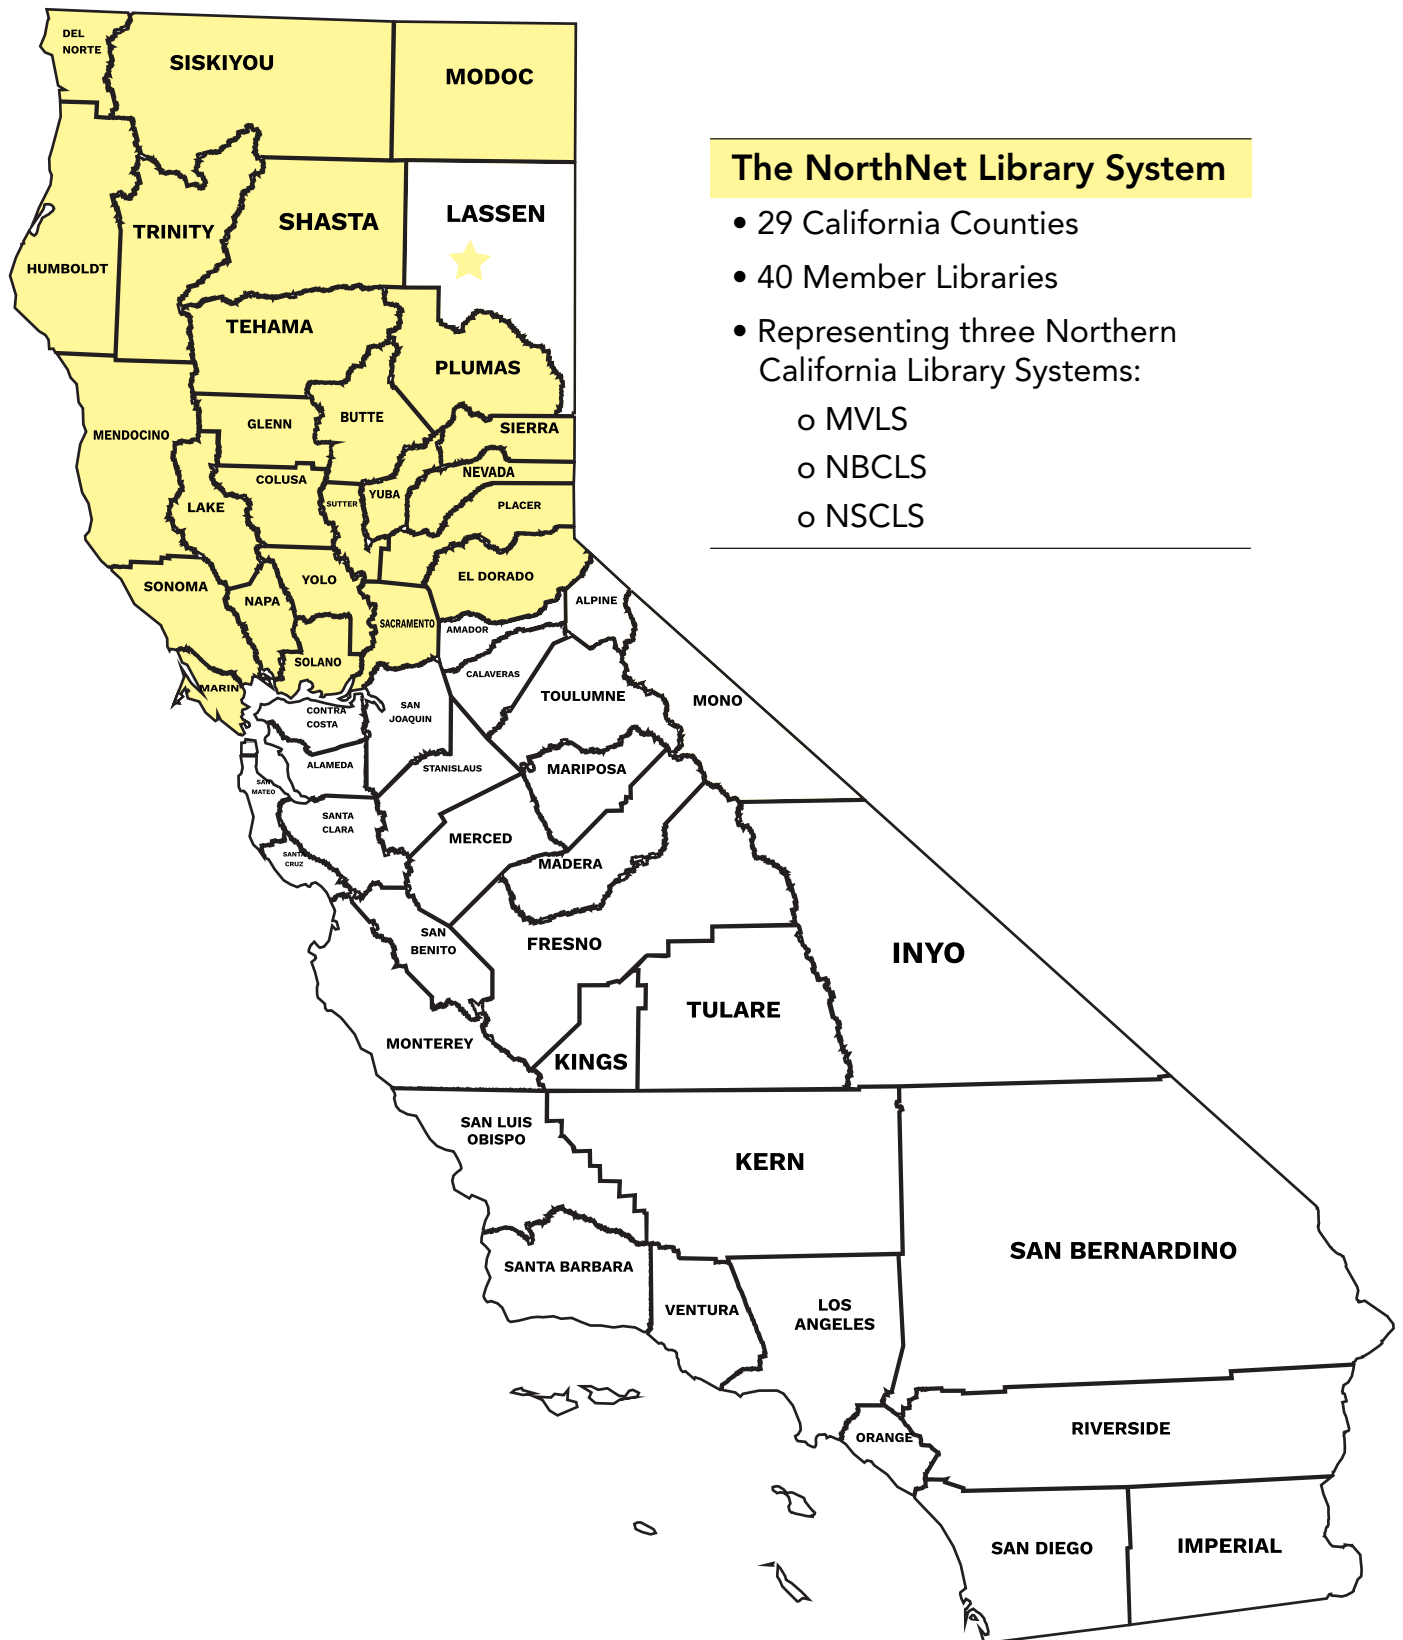 DEL
NORTE
SISKIYOU
MODOC
The NorthNet Library System
• 29 California Counties
• 40 Member Libraries
• Representing three Northern
California Library Systems:
o MVLS
o NBCLS
o NSCLS
HUMBOLDT
TRINITY
SHASTA
LASSEN
TEHAMA
PLUMAS
MENDOCINO
GLENN
BUTTE
SIERRA
LAKE
COLUSA
SUTTER
YUBA
NEVADA
PLACER
SONOMA
NAPA
YOLO
EL DORADO
SACRAMENTO
SOLANO
MARIN
ALPINE
AMADOR
CALAVERAS
TOULUMNE
MONO
CONTRA
COSTA
SAN
JOAQUIN
ALAMEDA
STANISLAUS
MARIPOSA
SAN
MATEO
SANTA
CLARA
SANTA
CRUZ
MERCED
MADERA
SAN
BENITO
FRESNO
INYO
MONTEREY
KINGS
TULARE
SAN LUIS
OBISPO
KERN
SAN BERNARDINO
SANTA BARBARA
VENTURA
LOS
ANGELES
ORANGE
RIVERSIDE
SAN DIEGO
IMPERIAL